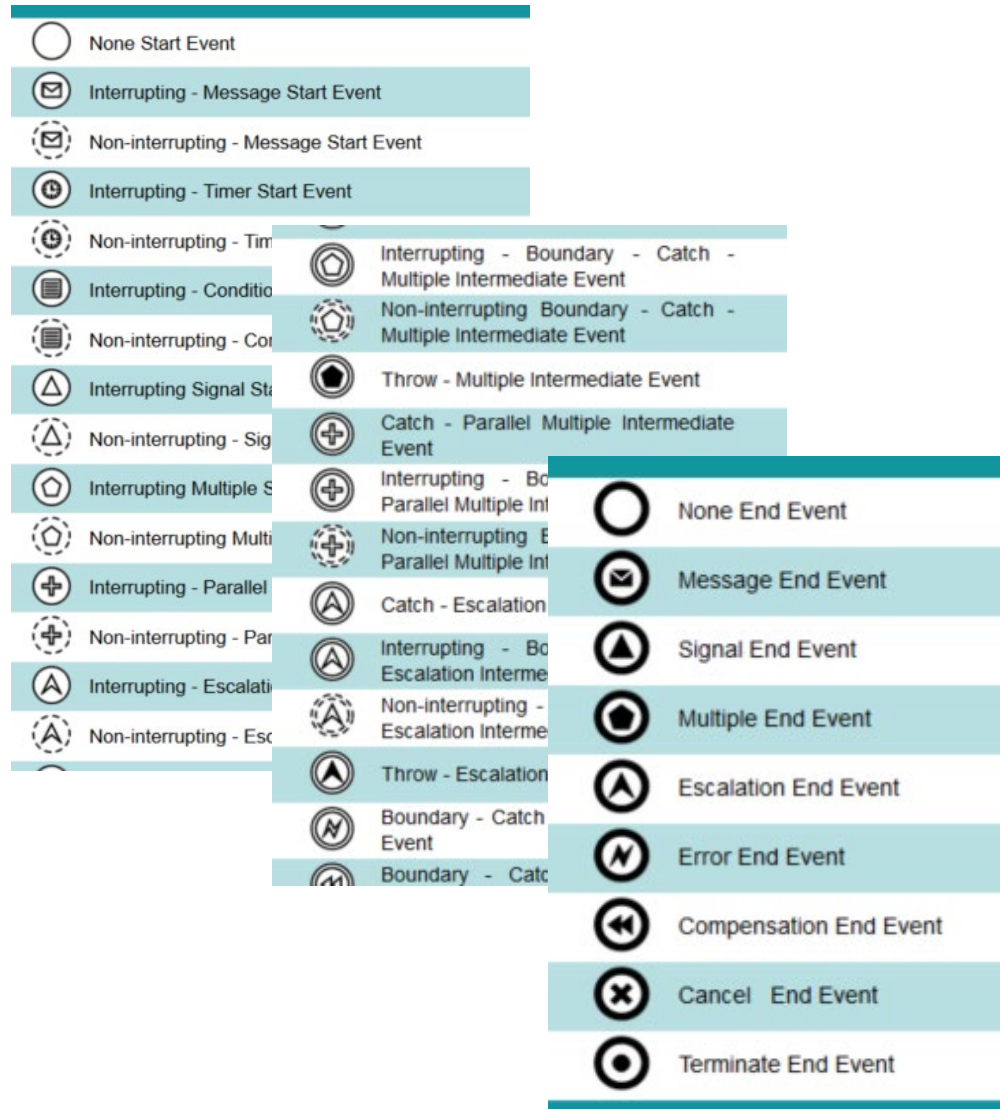 None Start Event
Interrupting - Message Start Event
Non-interrupting - Message Start Event
Interrupting - Timer Start Event
Non-interrupting - Tim
Interrupting - Conditio
Non-interrupting - Cor
Interrupting Signal Sta
Non-interrupting - Sig
Interrupting Multiple S
Non-interrupting Multi
Interrupting - Parallel
Non-interrupting - Par
Interrupting - Escalati
Non-interrupting - Esc
Interrupting - Boundary - Catch -
Multiple Intermediate Event
Non-interrupting Boundary - Catch -
Multiple Intermediate Event
Throw - Multiple Intermediate Event
Catch - Parallel Multiple Intermediate
Event
Interrupting - Bo
Parallel Multiple Int
Non-interrupting B
Parallel Multiple Int
Catch - Escalation
Interrupting - Bo
Escalation Interme
Non-interrupting -
Escalation Interme
Throw - Escalation
Boundary - Catch
Event
Boundary - Catc
None End Event
Message End Event
Signal End Event
Multiple End Event
Escalation End Event
Error End Event
Compensation End Event
Cancel End Event
Terminate End Event